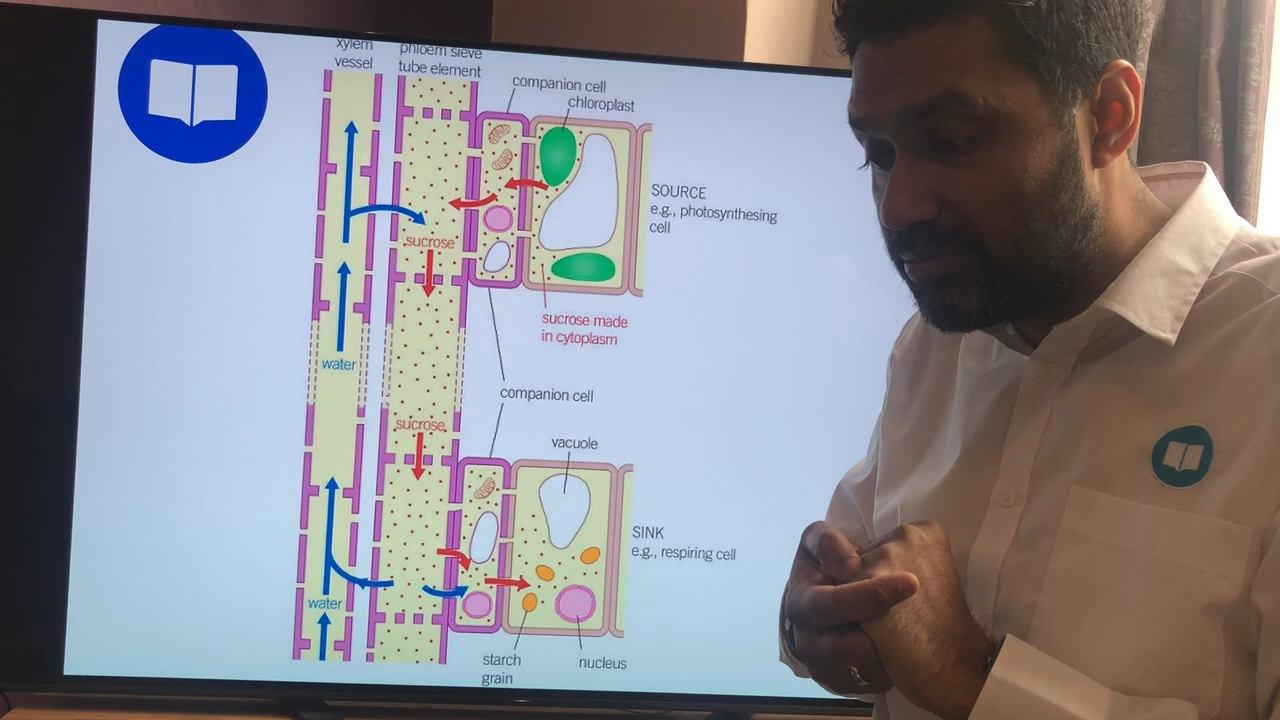 xylem
vessel
phloem sieve
tube element
companion cell
chloroplast
SOURCE
e.g., photosynthesing
cell
sucrose
sucrose made
in cytoplasm
water
companion cell
sucrose
vacuole
SINK
e.g., respiring cell
water
starch
grain
nucleus